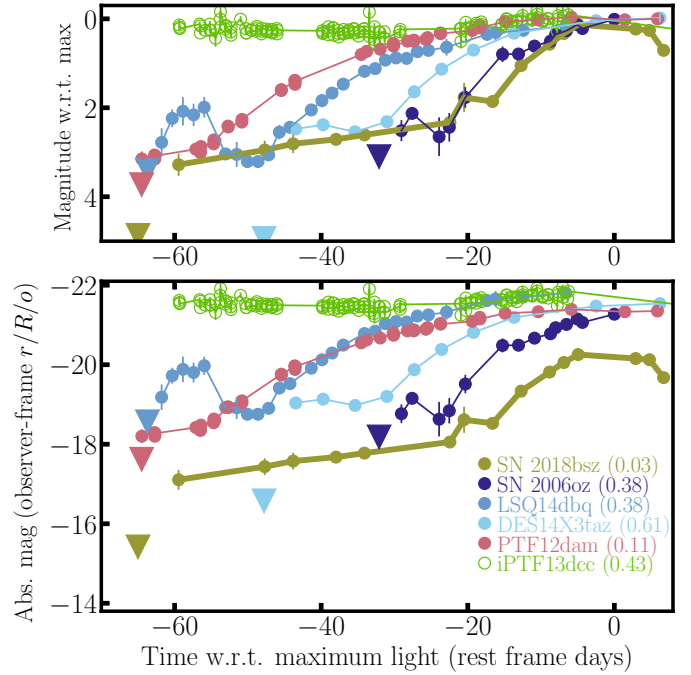 Magnitude w.r.t. max
0
2
4
−60
−40
−20
0
Abs. mag (observer-frame r/R/o)
−22
−20
−18
−16
−14
SN 2018bsz (0.03)
SN 2006oz (0.38)
LSQ14dbq (0.38)
DES14X3taz (0.61)
PTF12dam (0.11)
iPTF13dcc (0.43)
−60
−40
−20
0
Time w.r.t. maximum light (rest frame days)